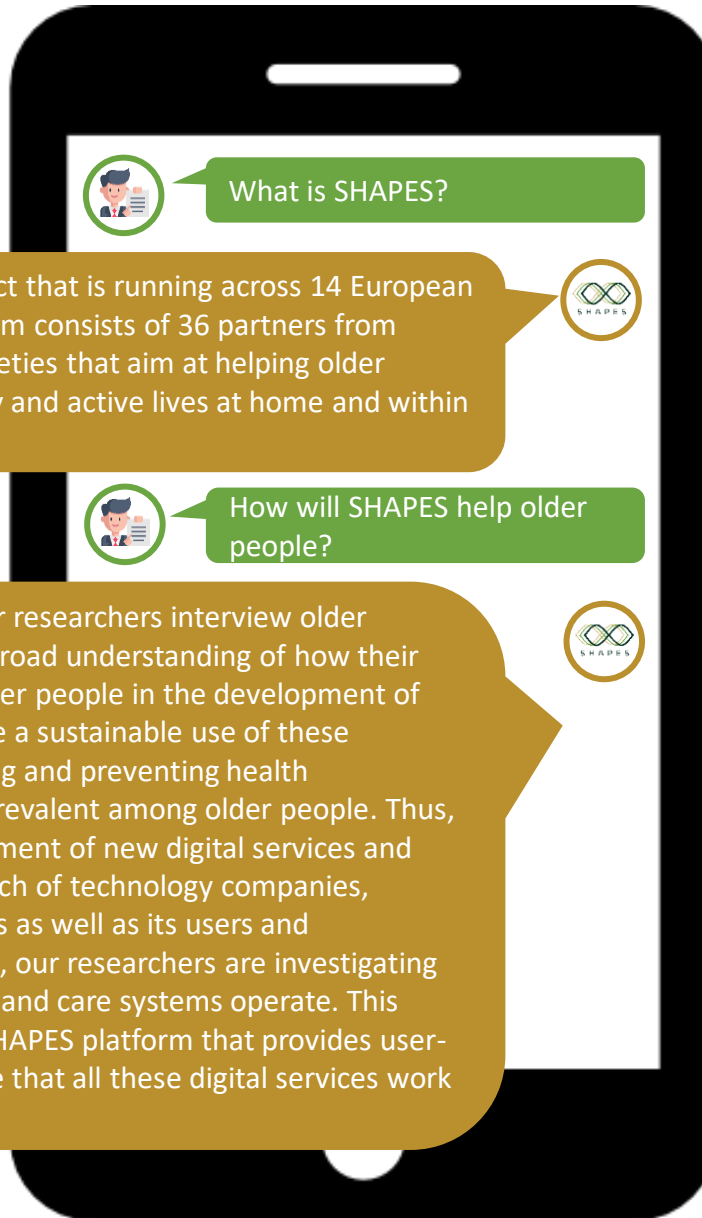 What is SHAPES?
ct that is running across 14 European
SHAPES
m consists of 36 partners from
eties that aim at helping older
y and active lives at home and within
How will SHAPES help older
people?
r researchers interview older
SHAPES
road understanding of how their
er people in the development of
e a sustainable use of these
g and preventing health
revalent among older people. Thus,
ment of new digital services and
ch of technology companies,
s as well as its users and
, our researchers are investigating
and care systems operate. This
HAPES platform that provides user-
e that all these digital services work